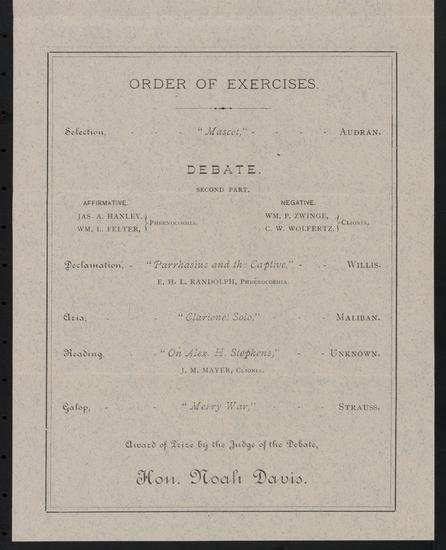 ORDER OF EXERCISES.
Selection, - - - "Mascot," - - - - AUDRAN.
DEBATE.
SECOND PART.
AFFIRMATIVE. NEGATIVE.
JAS. A. HANLEY, WM. P. ZWINGE,
PHRENOCOSMIA. CLIONIA.
WM. L. FELTER, C. W. WOLFERTZ,
Declamation, - "Parrhasius and the Captive," - - WILLIS.
E. H. L. RANDOLPH, PHRENOCOSMIA.
Aria, - - - "Clarionet Solo," - - MALIBAN.
Reading, - - "On Alex. H. Stephens," - - UNKNOWN.
J. M. MAYER, CLIONIA.
Galop, - - - "Merry War," - - STRAUSS.
Award of Prize by the Judge of the Debate,
Hon. Noah Davis.